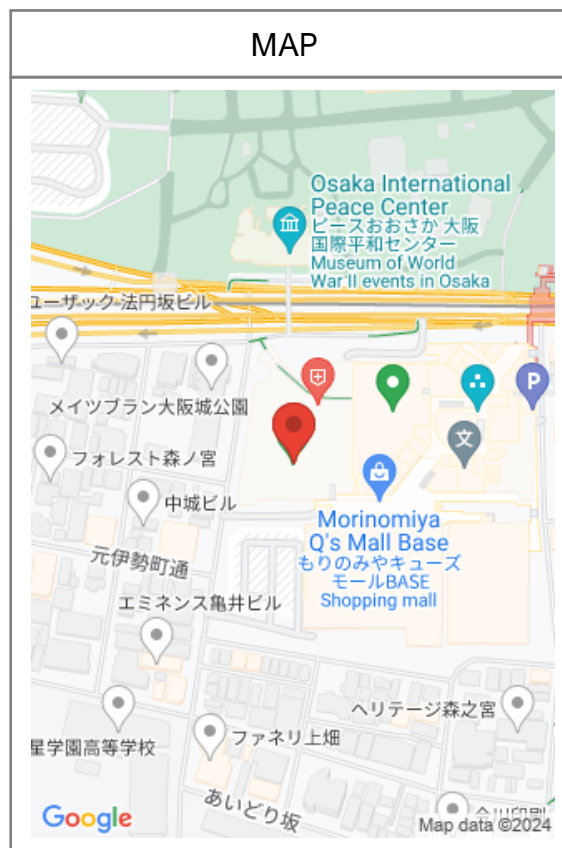 MAP
Osaka International
Peace Center
ピースおおさか 大阪
国際平和センター
Museum of World
War II events in Osaka
ユーザック 法円坂ビル
メイツブラン大阪城公園
P
文
フォレスト森ノ宮
中城ビル
Morinomiya
Q's Mall Base
もりのみやキューズ
モールBASE
Shopping mall
元伊勢町通
エミネンス亀井ビル
ヘリテージ森之宮
星学園高等学校
ファネリ上畑
あいどり坂
Google
Map data ©2024